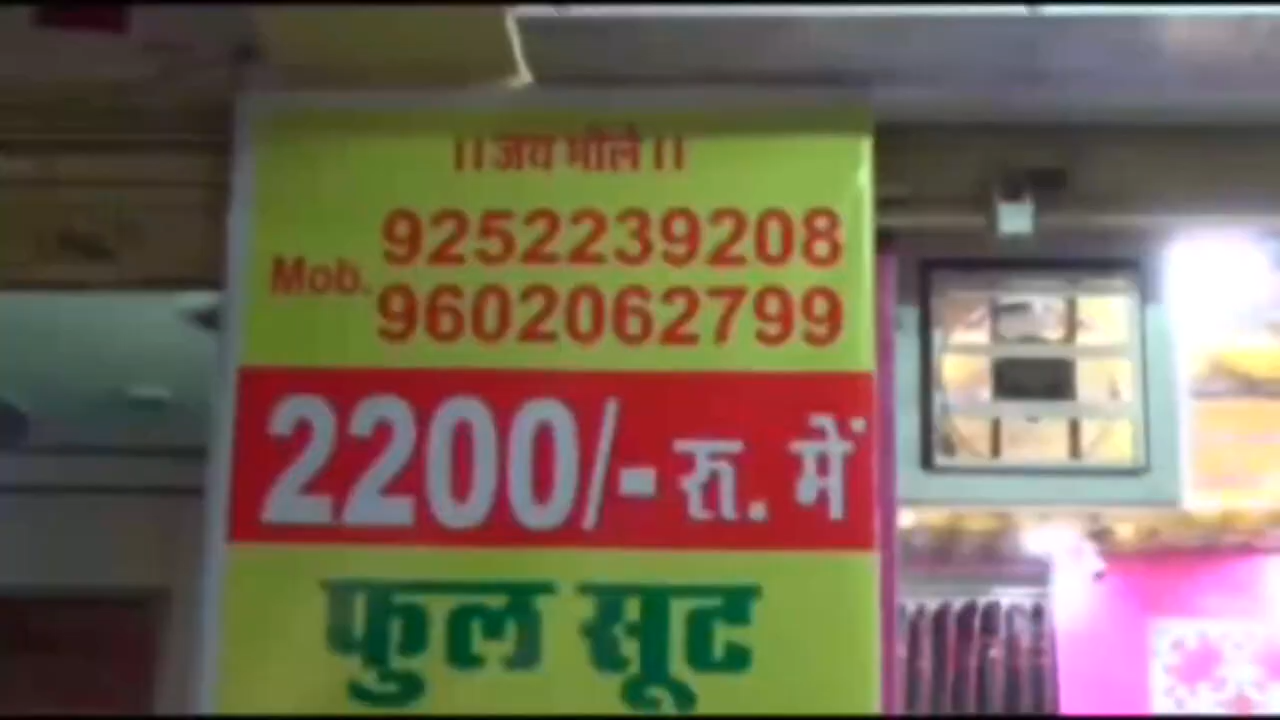 ।। जय भोले ।।
9252239208
Mob.
9602062799
2200/- रू. में
फुल सूट